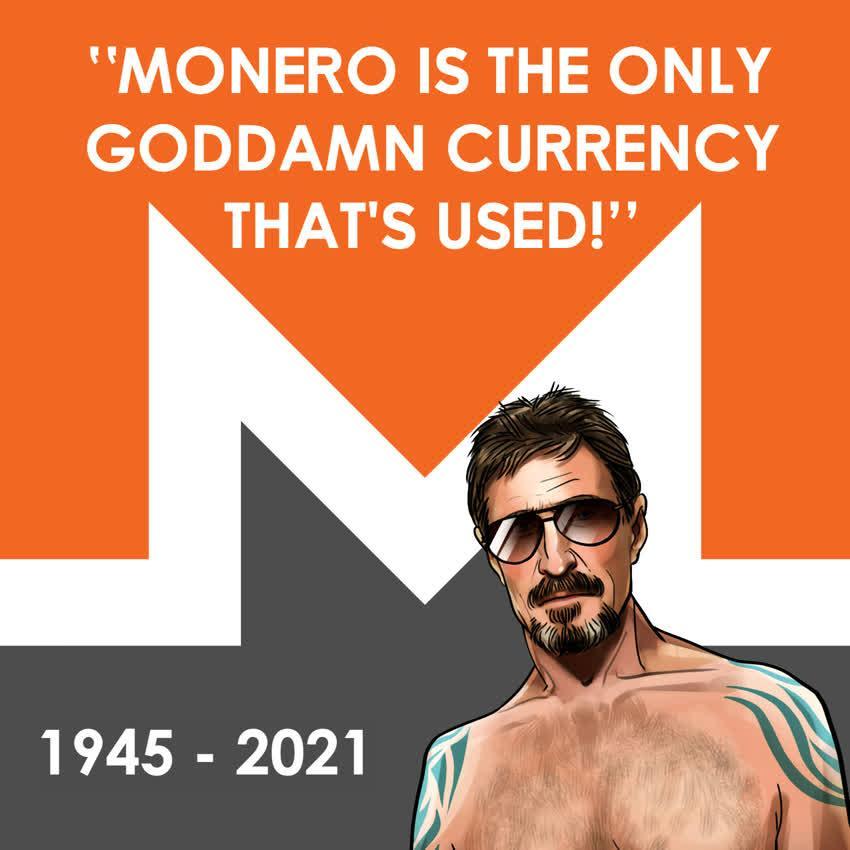 ‘‘MONERO IS THE ONLY
GODDAMN CURRENCY
THAT'S USED!’’
1945 - 2021